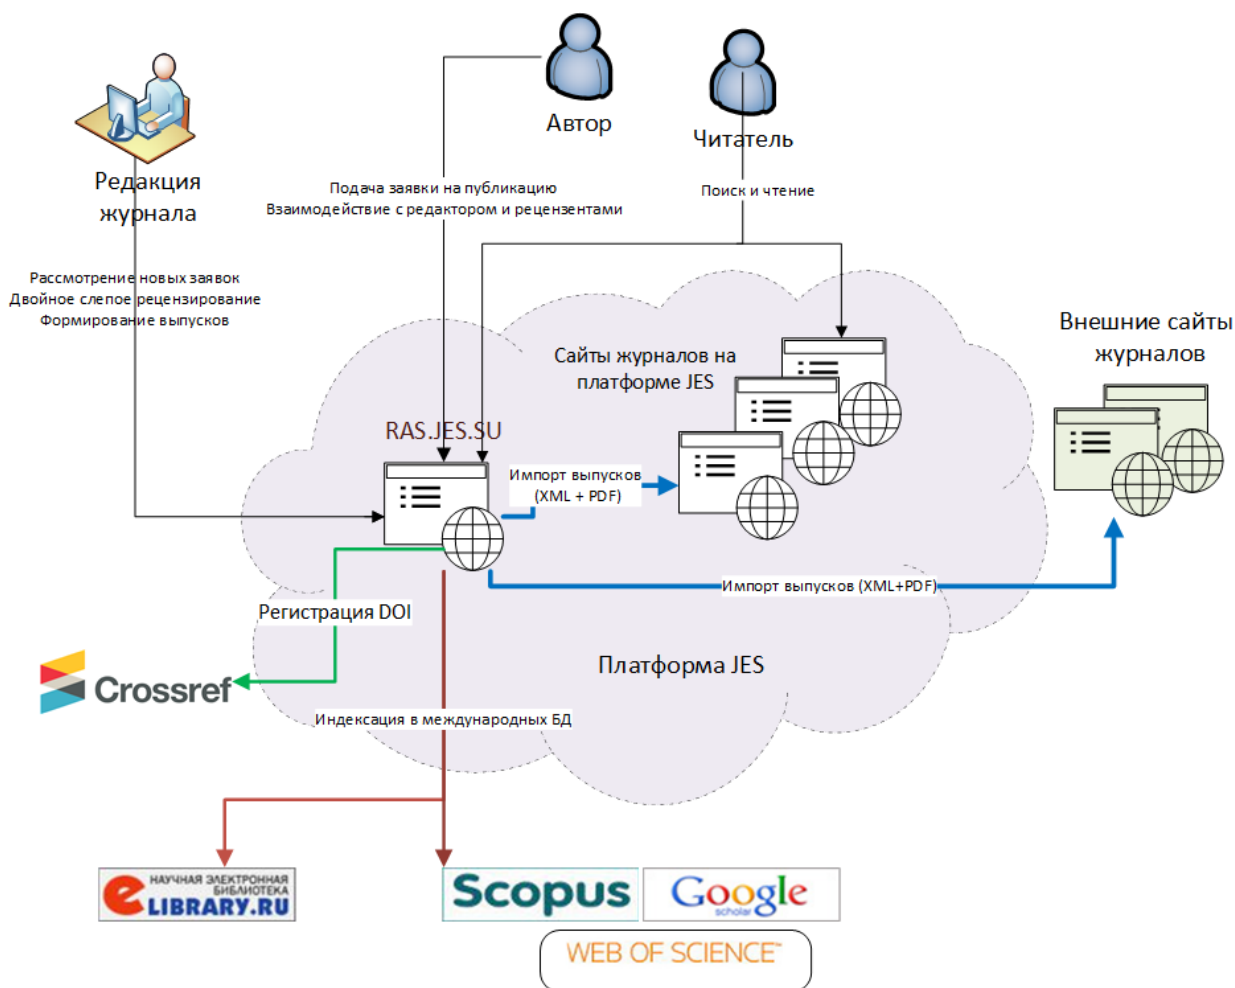 Автор
Читатель
Редакция
журнала
Подача заявки на публикацию
Взаимодействие с редактором и рецензентами
Поиск и чтение
Рассмотрение новых заявок
Двойное слепое рецензирование
Формирование выпусков
Внешние сайты
журналов
Сайты журналов на
платформе JES
RAS.JES.SU
Импорт выпусков
(XML + PDF)
Импорт выпусков (XML+PDF)
Регистрация DOI
Платформа JES
Crossref
Индексация в международных БД
НАУЧНАЯ ЭЛЕКТРОННАЯ
БИБЛИОТЕКА
eLIBRARY.RU
Scopus
Google
scholar
WEB OF SCIENCE™